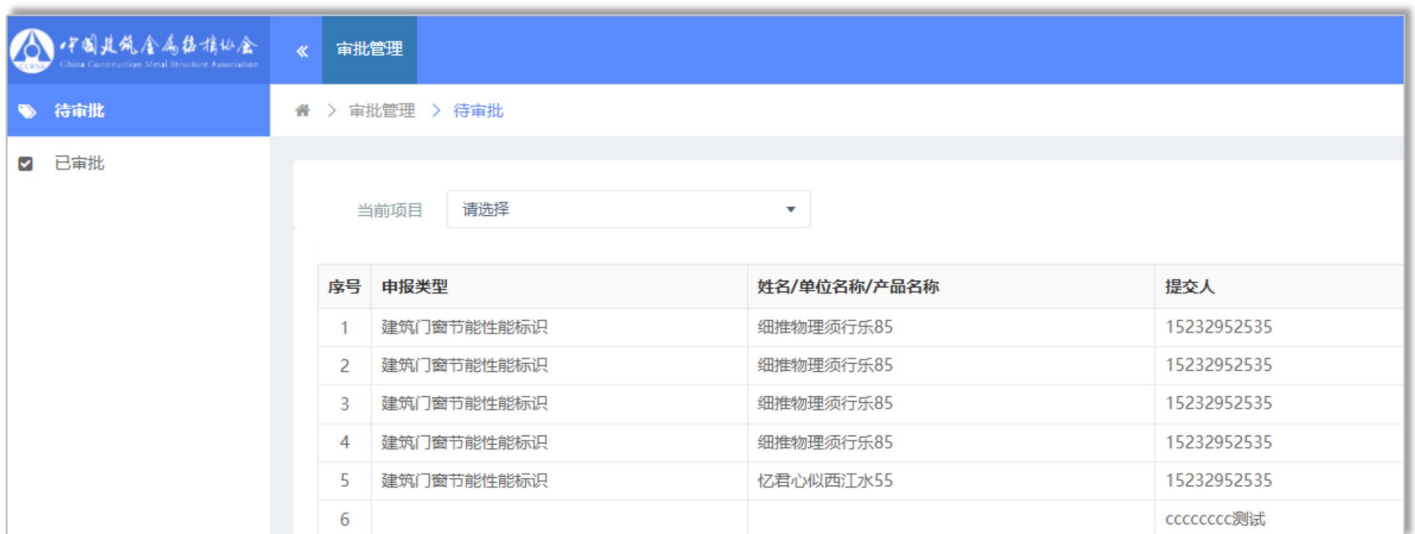 中国建筑金属结构协会
China Construction Metal Structure Association
审批管理
待审批
审批管理 > 待审批
已审批
当前项目 请选择
序号 申报类型 姓名/单位名称/产品名称 提交人
1 建筑门窗节能性能标识 细推物理须行乐85 15232952535
2 建筑门窗节能性能标识 细推物理须行乐85 15232952535
3 建筑门窗节能性能标识 细推物理须行乐85 15232952535
4 建筑门窗节能性能标识 细推物理须行乐85 15232952535
5 建筑门窗节能性能标识 忆君心似西江水55 15232952535
6 cccccccc测试